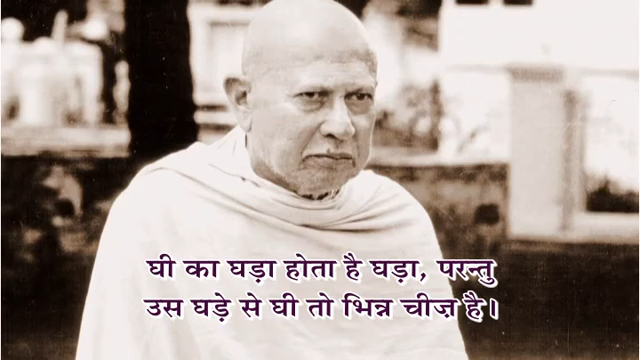 घी का घड़ा होता है घड़ा, परन्तु
उस घड़े से घी तो भिन्न चीज़ है।